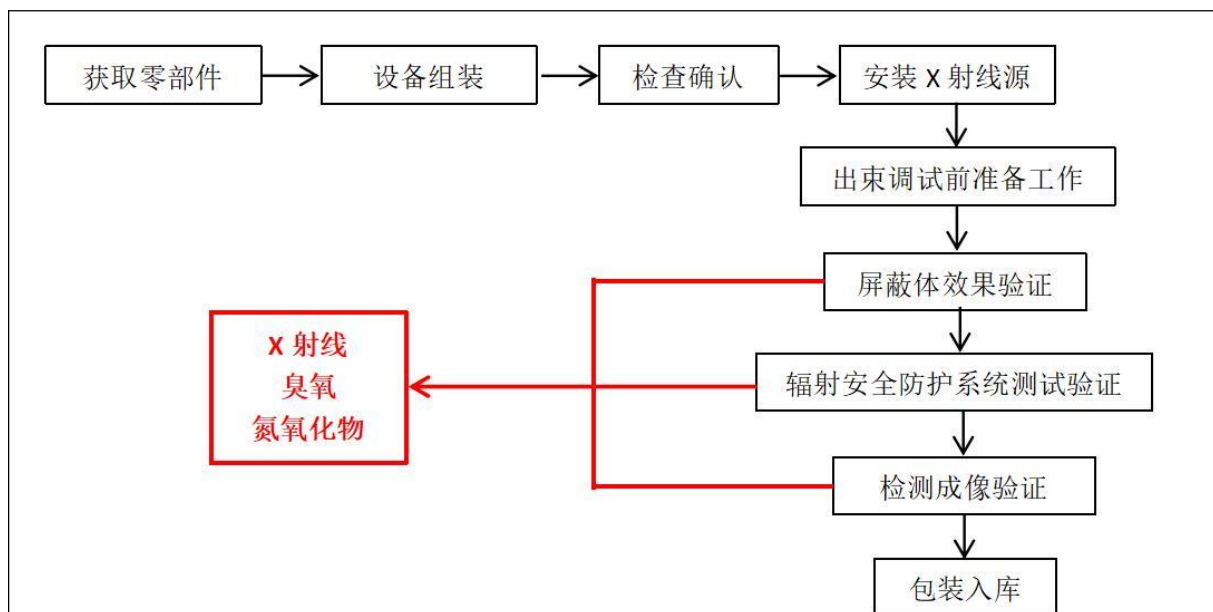 获取零部件
设备组装
检查确认
安装 X 射线源
出束调试前准备工作
屏蔽体效果验证
X 射线
臭氧
氮氧化物
辐射安全防护系统测试验证
检测成像验证
包装入库